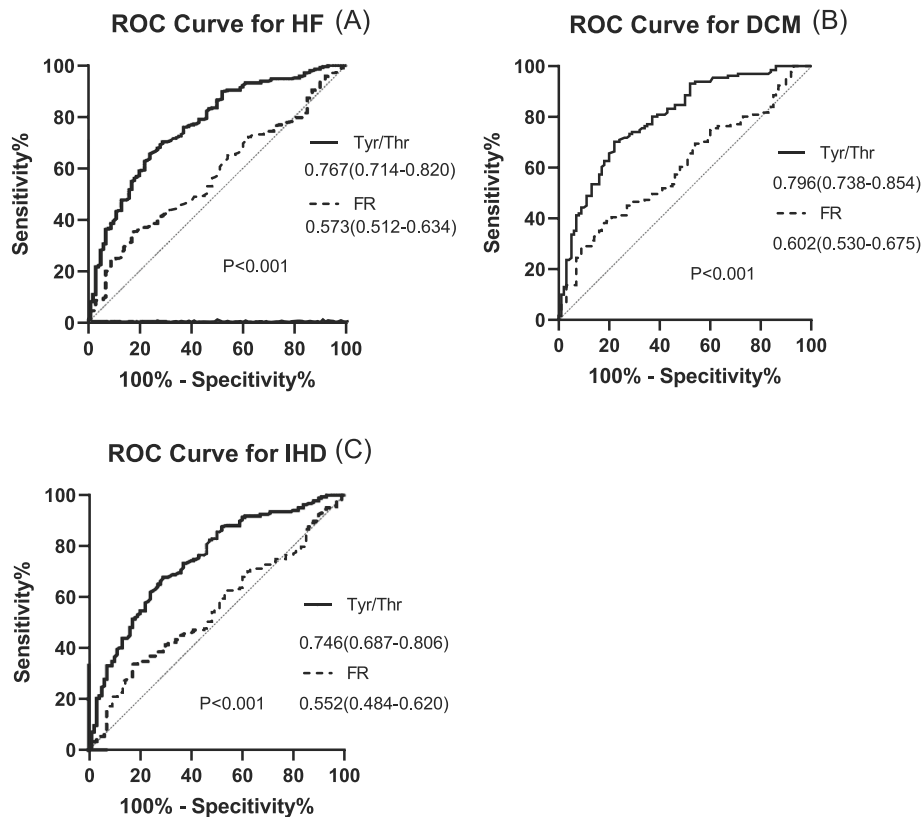 ROC Curve for HF (A)
100
80
60
40
20
0
Sensitivity%
Tyr/Thr
0.767(0.714-0.820)
FR
0.573(0.512-0.634)
P<0.001
0 20 40 60 80 100
100% - Specitivity%
ROC Curve for DCM (B)
100
80
60
40
20
0
Sensitivity%
Tyr/Thr
0.796(0.738-0.854)
FR
0.602(0.530-0.675)
P<0.001
0 20 40 60 80 100
100% - Specitivity%
ROC Curve for IHD (C)
100
80
60
40
20
0
Sensitivity%
Tyr/Thr
0.746(0.687-0.806)
FR
P<0.001 0.552(0.484-0.620)
0 20 40 60 80 100
100% - Specitivity%